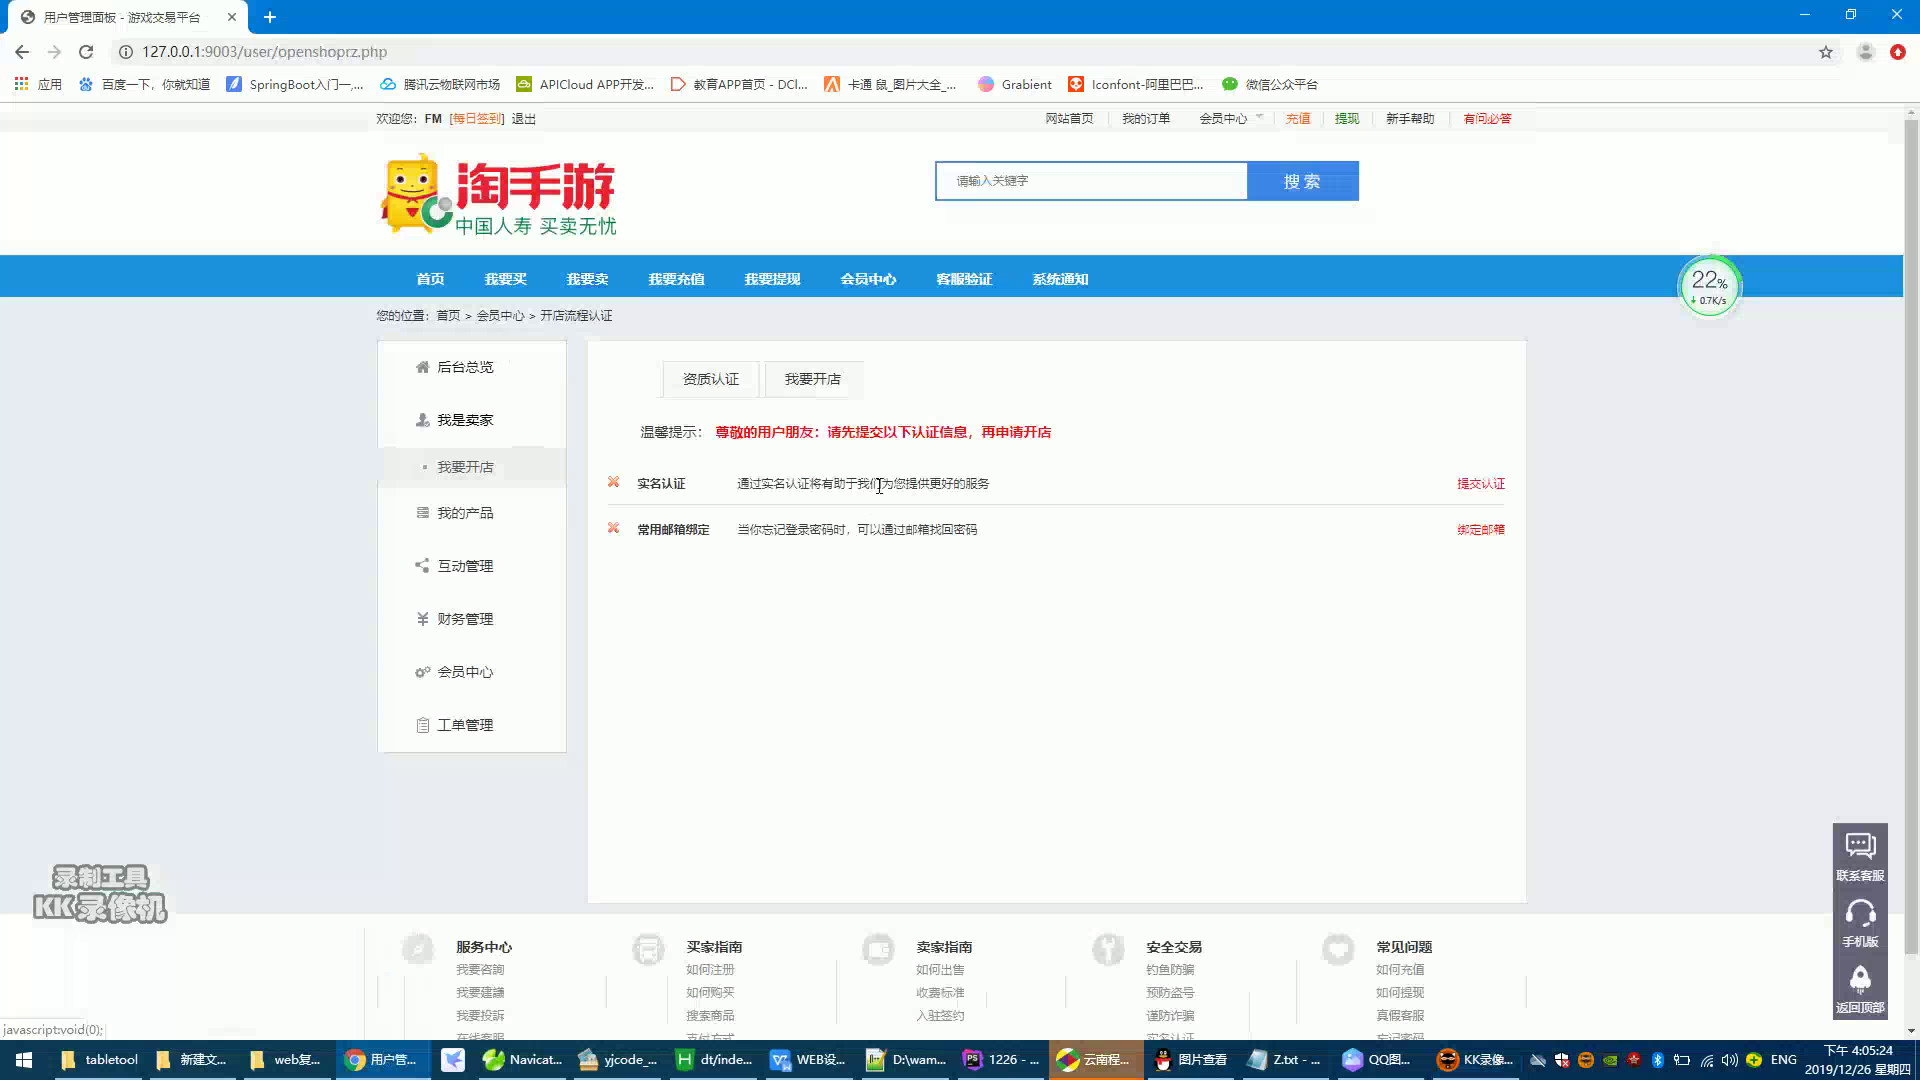 用户管理面板 - 游戏交易平台
127.0.0.1:9003/user/openshoprz.php
应用 百度一下，你就知道 SpringBoot入门一,... 腾讯云物联网市场 APICloud APP开发... 教育APP首页 - DCl... 卡通 鼠_图片大全_... Grabient Iconfont-阿里巴巴... 微信公众平台
欢迎您：FM [每日签到] 退出 网站首页 我的订单 会员中心 充值 提现 新手帮助 有问必答
淘手游
中国人寿 买卖无忧
请输入关键字 搜索
首页 我要买 我要卖 我要充值 我要提现 会员中心 客服验证 系统通知
22%
0.7K/s
您的位置：首页 > 会员中心 > 开店流程认证
后台总览
我是卖家
我要开店
我的产品
互动管理
财务管理
会员中心
工单管理
资质认证 我要开店
温馨提示： 尊敬的用户朋友：请先提交以下认证信息，再申请开店
实名认证 通过实名认证将有助于我们为您提供更好的服务 提交认证
常用邮箱绑定 当你忘记登录密码时，可以通过邮箱找回密码 绑定邮箱
联系客服
手机版
返回顶部
录制工具
KK录像机
服务中心 买家指南 卖家指南 安全交易 常见问题
我要咨询 如何注册 如何出售 钓鱼防骗 如何充值
我要建议 如何购买 收费标准 预防盗号 如何提现
我要投诉 搜索商品 入驻签约 谨防诈骗 真假客服
在线客服 支付方式 实名认证 忘记密码
javascript:void(0);
tabletool 新建文... web复... 用户管... Navicat... yjcode_... dt/inde... WEB设... D:\wam... 1226 - ... 云南程... 图片查看 Z.txt - ... QQ图... KK录像... ENG
下午 4:05:24
2019/12/26 星期四